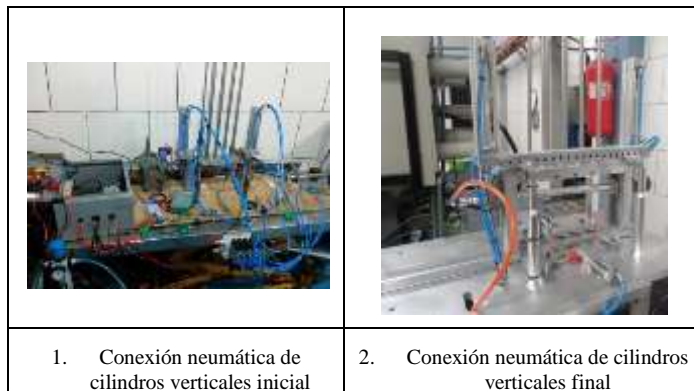 1. Conexión neumática de
cilindros verticales inicial
2. Conexión neumática de cilindros
verticales final